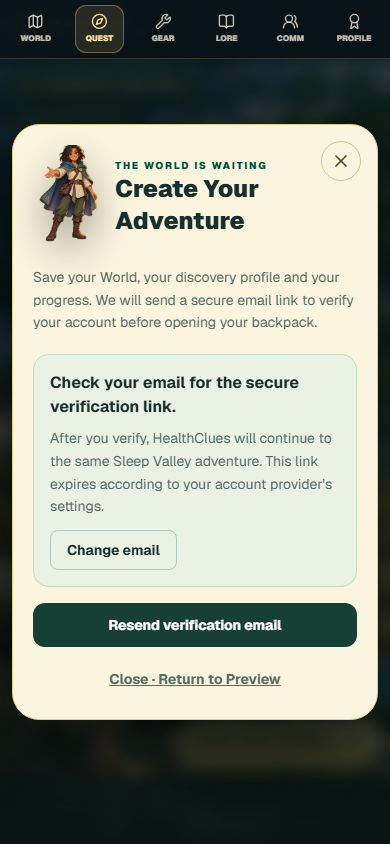 WORLD
QUEST
GEAR
LORE
COMM
PROFILE
THE WORLD IS WAITING
Create Your
Adventure
Save your World, your discovery profile and your
progress. We will send a secure email link to verify
your account before opening your backpack.
Check your email for the secure
verification link.
After you verify, HealthClues will continue to
the same Sleep Valley adventure. This link
expires according to your account provider's
settings.
Change email
Resend verification email
Close · Return to Preview